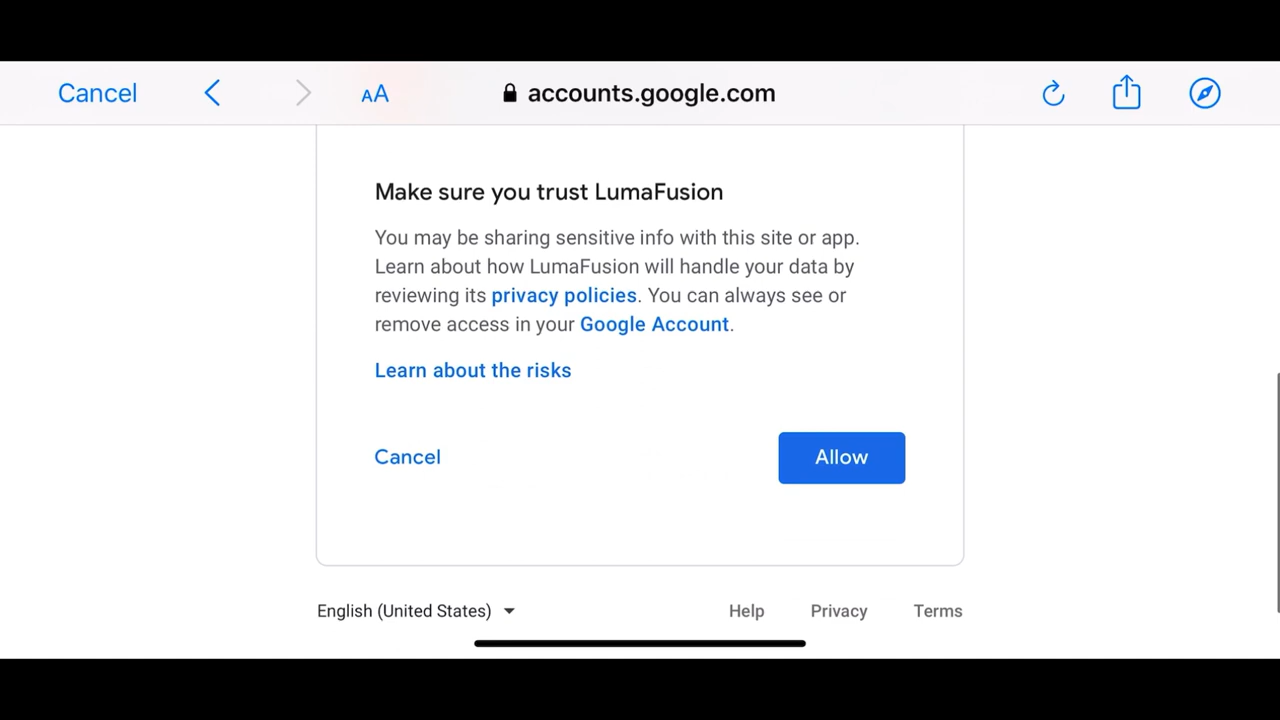 Cancel
AA
accounts.google.com
Make sure you trust LumaFusion
You may be sharing sensitive info with this site or app.
Learn about how LumaFusion will handle your data by
reviewing its privacy policies. You can always see or
remove access in your Google Account.
Learn about the risks
Cancel
Allow
English (United States)
Help
Privacy
Terms